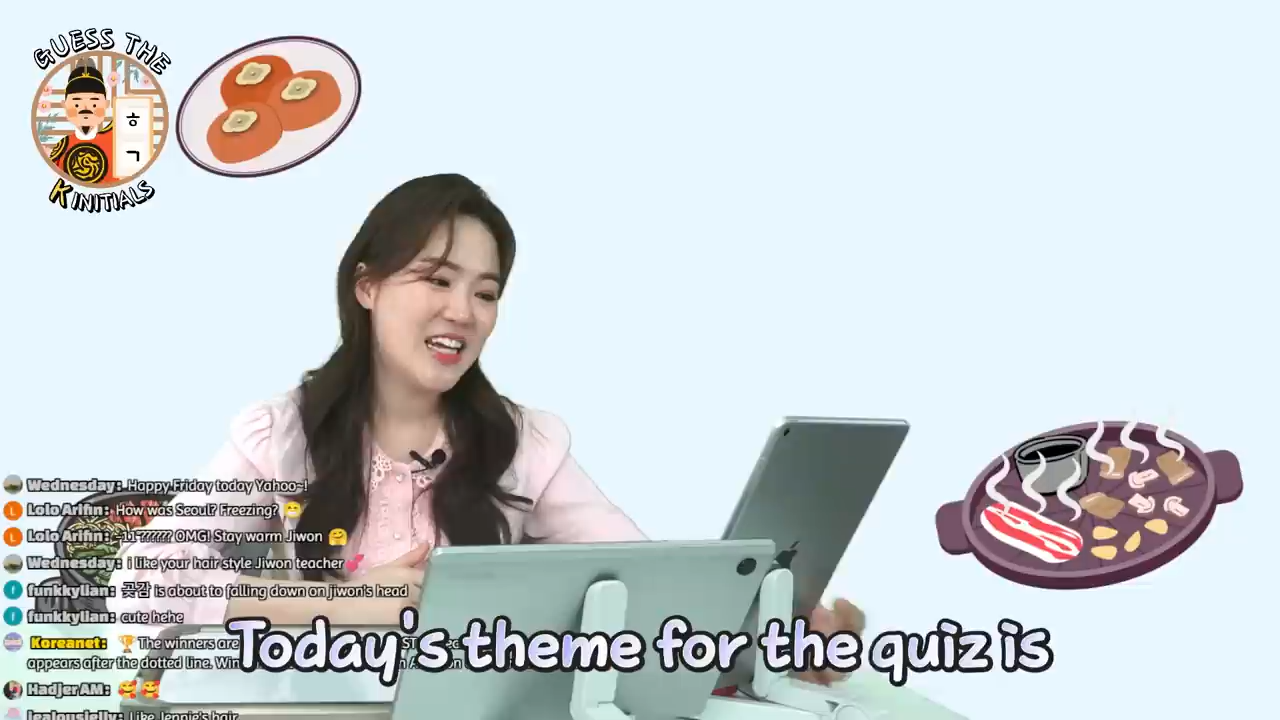 GUESS THE
ㅎ
ㄱ
K INITIALS
Wednesday: Happy Friday today Yahoo~!
Lolo Arifin: How was Seoul? Freezing? 😁
Lolo Arifin: -11?????? OMG! Stay warm Jiwon 🤗
Wednesday: i like your hair style Jiwon teacher 💕
funkkylian: 곶감 is about to falling down on jiwon's head
funkkylian: cute hehe
Koreanet: 🏆 The winners are
appears after the dotted line.
Hadjer AM: 🥰 🥰
jealousjelly: Like Jennie's hair
Today's theme for the quiz is